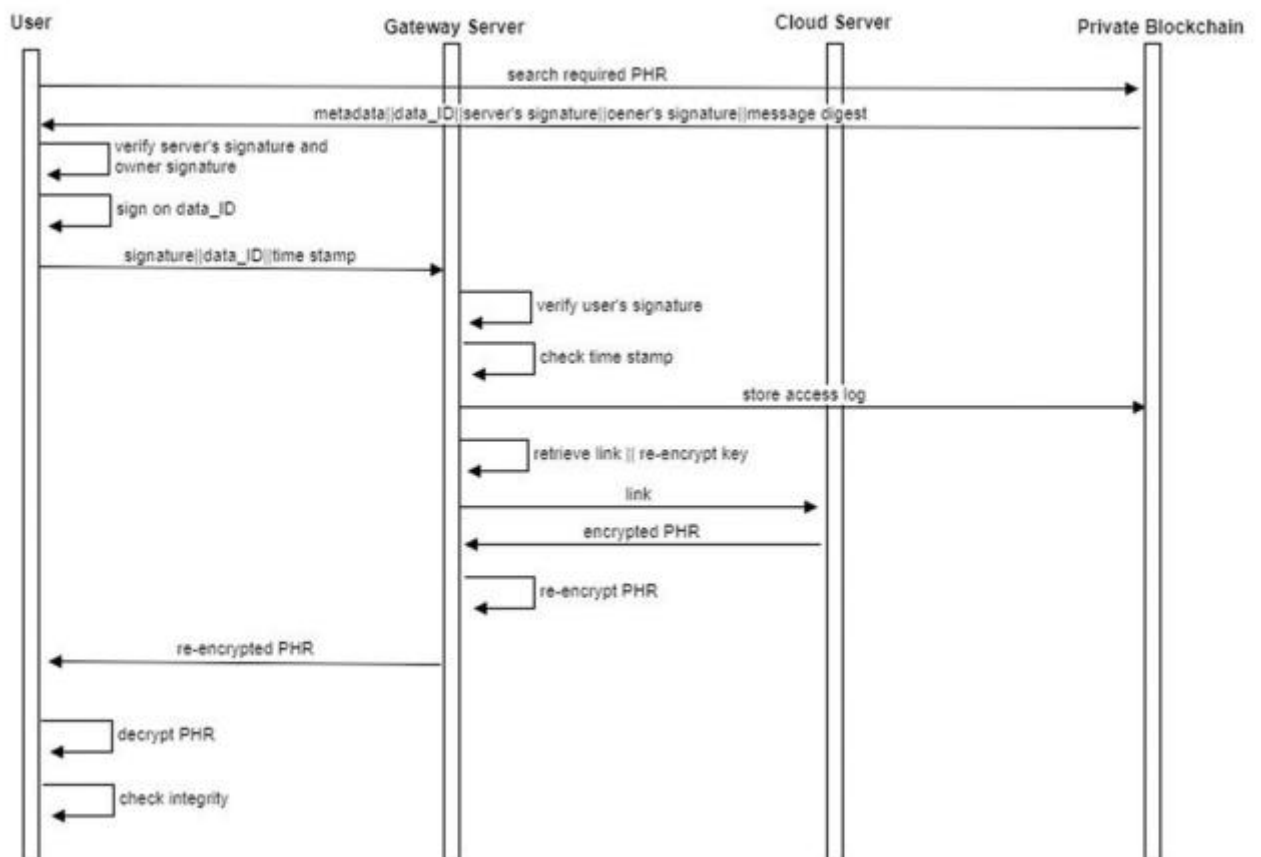 User
Gateway Server
Cloud Server
Private Blockchain
search required PHR
metadata||data_ID||server's signature||oener's signature||message digest
verify server's signature and
owner signature
sign on data_ID
signature||data_ID||time stamp
verify user's signature
check time stamp
store access log
retrieve link || re-encrypt key
link
encrypted PHR
re-encrypt PHR
re-encrypted PHR
decrypt PHR
check integrity